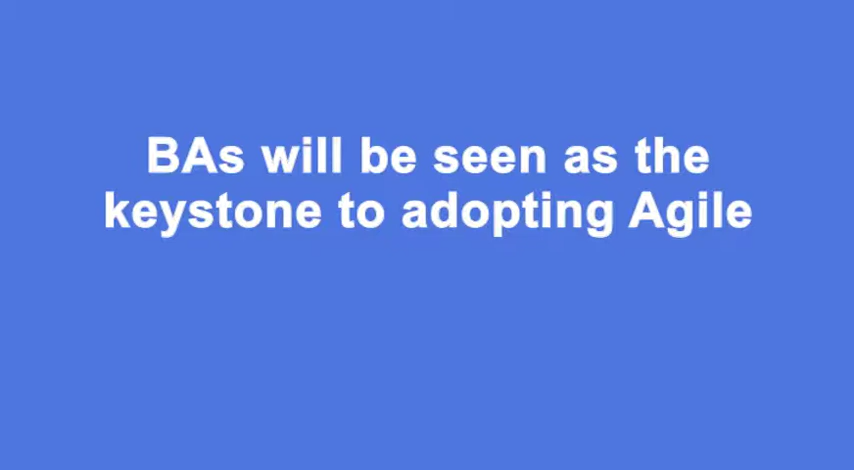 BAs will be seen as the
keystone to adopting Agile